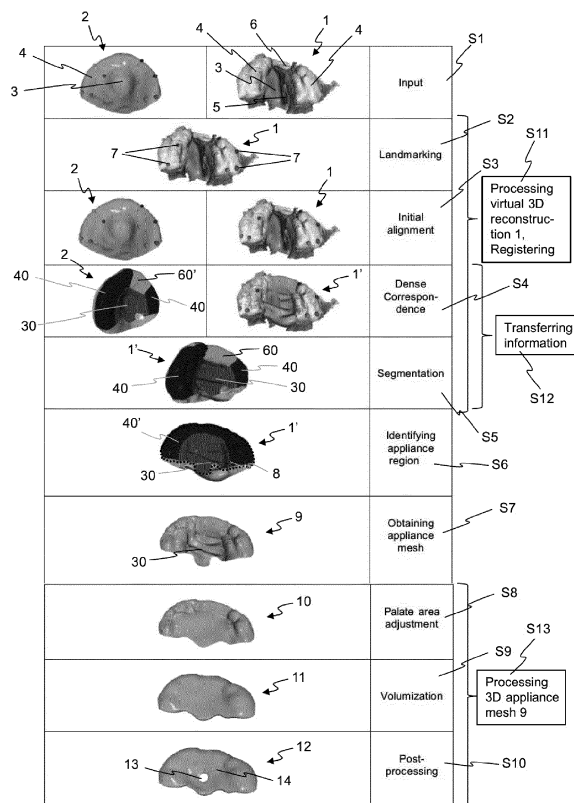 2
4
3
4
6
1
4
3
5
Input
S1
7
1
7
Landmarking
S2
S11
2
1
Initial
alignment
S3
Processing
virtual 3D
reconstruc-
tion 1,
Registering
2
40
60'
40
30
1'
Dense
Correspon-
dence
S4
Transferring
information
S12
1'
60
40
40
30
Segmentation
S5
40'
1'
30
8
Identifying
appliance
region
S6
9
30
Obtaining
appliance
mesh
S7
10
Palate area
adjustment
S8
S13
11
Volumization
S9
Processing
3D appliance
mesh 9
12
13
14
Post-
processing
S10